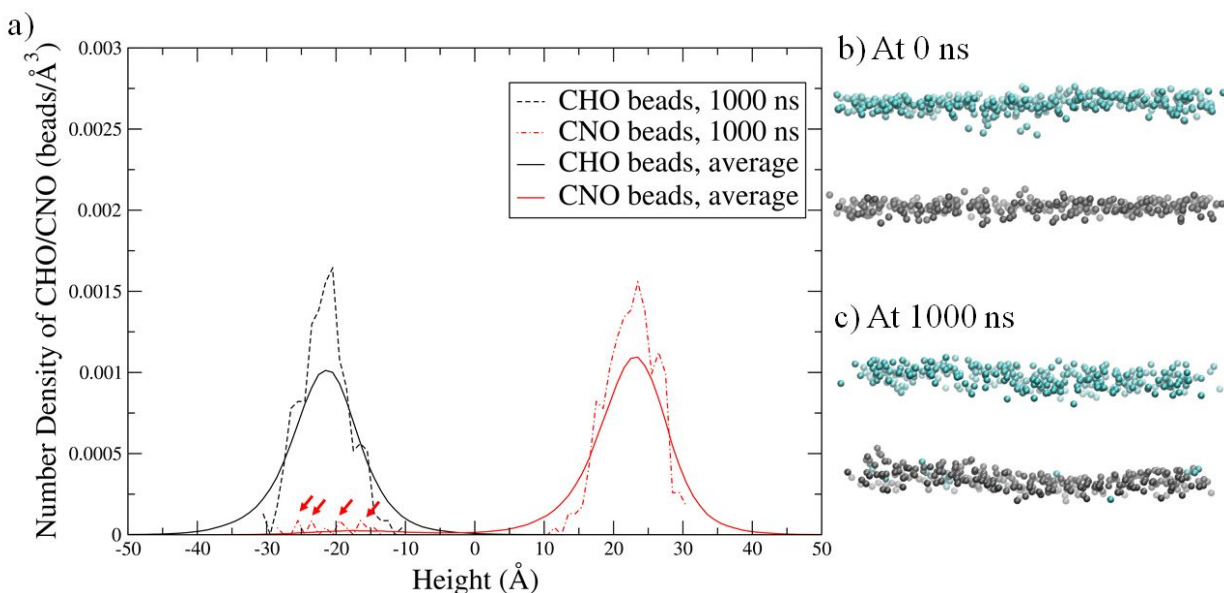 a)
0.003
0.0025
0.002
0.0015
0.001
0.0005
0
Number Density of CHO/CNO (beads/Å³)
-50 -40 -30 -20 -10 0 10 20 30 40 50
Height (Å)
CHO beads, 1000 ns
CNO beads, 1000 ns
CHO beads, average
CNO beads, average
b) At 0 ns
c) At 1000 ns